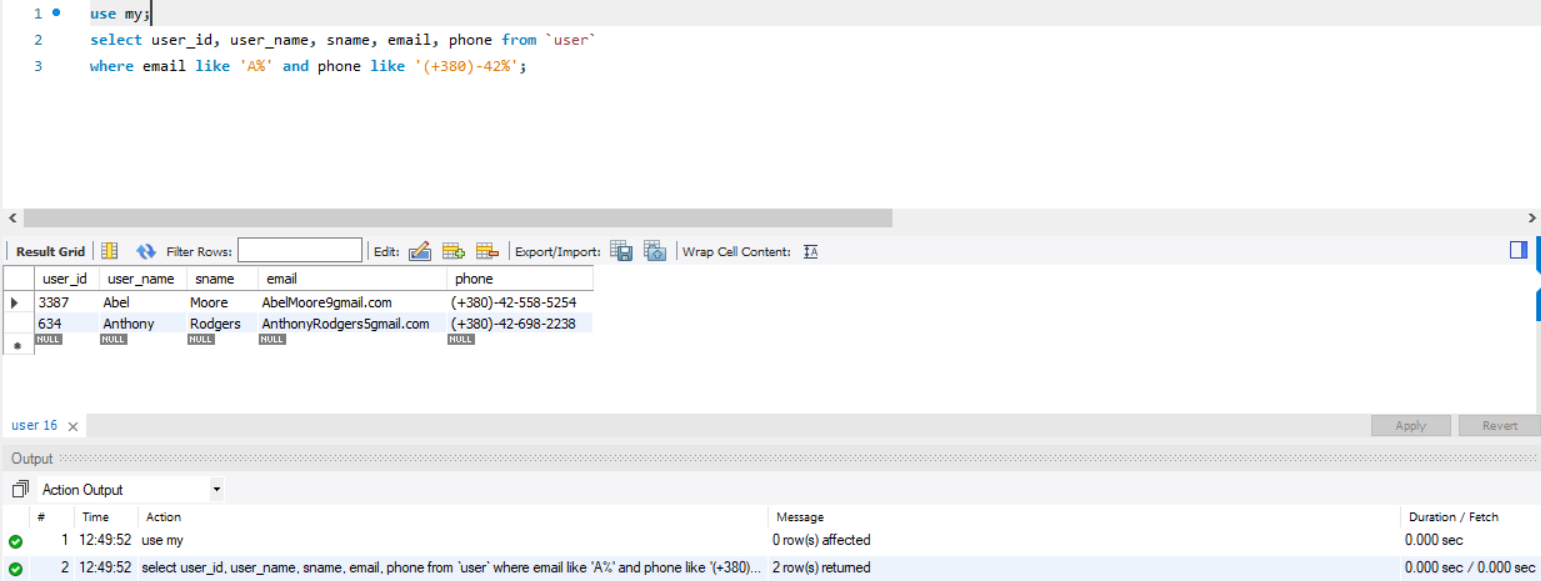 1 use my;
2 select user_id, user_name, sname, email, phone from `user`
3 where email like 'A%' and phone like '(+380)-42%';
Result Grid Filter Rows: Edit: Export/Import: Wrap Cell Content: IA
user_id user_name sname email phone
3387 Abel Moore AbelMoore9gmail.com (+380)-42-558-5254
634 Anthony Rodgers AnthonyRodgers5gmail.com (+380)-42-698-2238
NULL NULL NULL NULL NULL
user 16 Apply Revert
Output
Action Output
# Time Action Message Duration / Fetch
1 12:49:52 use my 0 row(s) affected 0.000 sec
2 12:49:52 select user_id, user_name, sname, email, phone from `user` where email like 'A%' and phone like '(+380)... 2 row(s) returned 0.000 sec / 0.000 sec